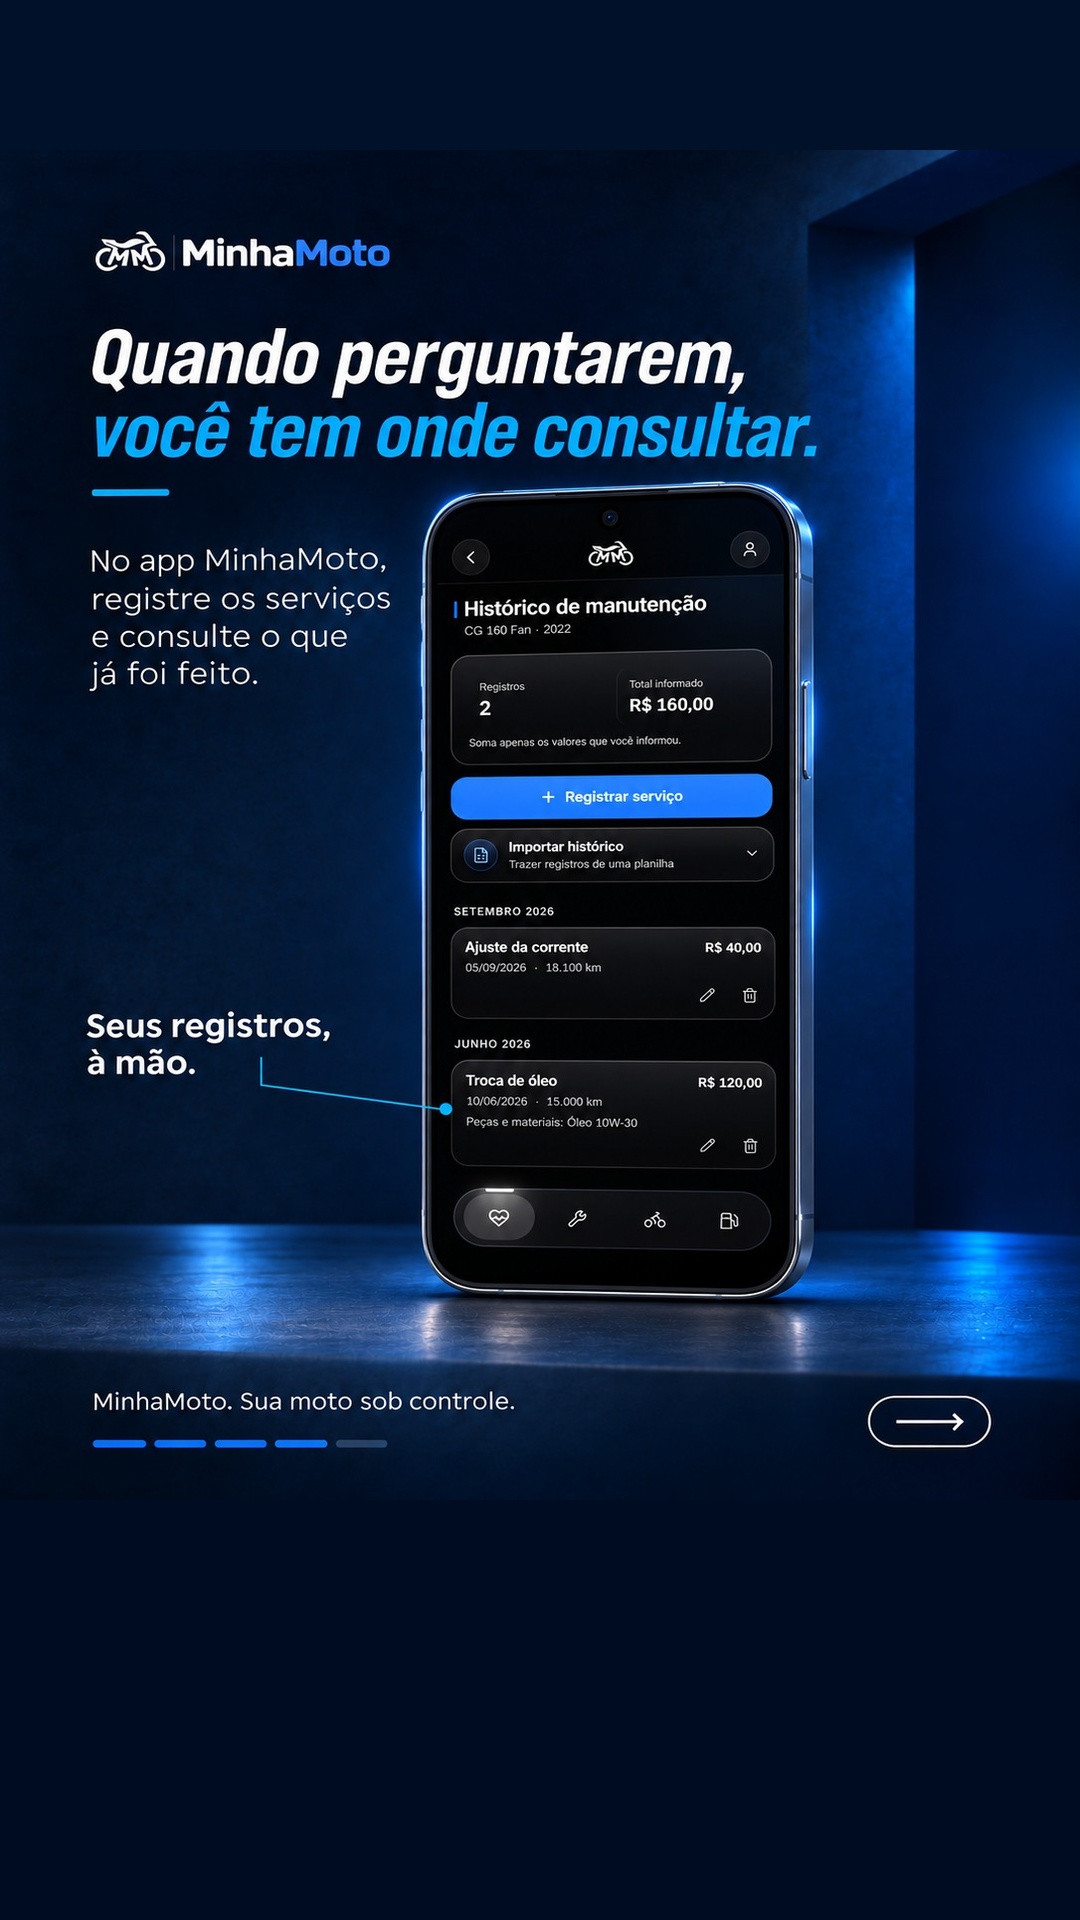 MM | MinhaMoto
Quando perguntarem,
você tem onde consultar.
No app MinhaMoto,
registre os serviços
e consulte o que
já foi feito.
MM
Histórico de manutenção
CG 160 Fan · 2022
Registros
2
Total informado
R$ 160,00
Soma apenas os valores que você informou.
+ Registrar serviço
Importar histórico
Trazer registros de uma planilha
SETEMBRO 2026
Ajuste da corrente R$ 40,00
05/09/2026 · 18.100 km
JUNHO 2026
Troca de óleo R$ 120,00
10/06/2026 · 15.000 km
Peças e materiais: Óleo 10W-30
Seus registros,
à mão.
MinhaMoto. Sua moto sob controle.